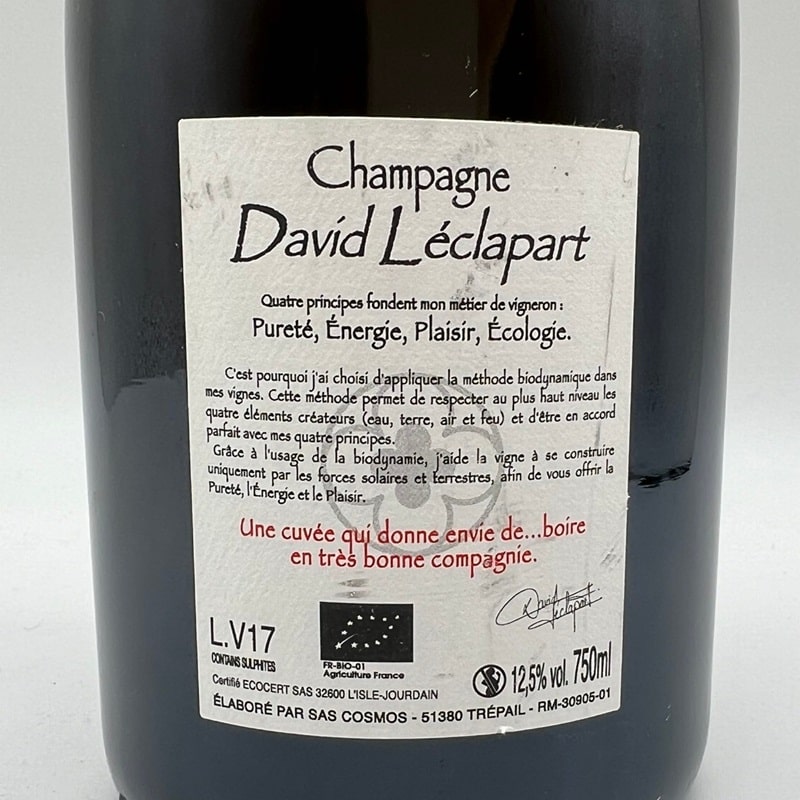 Champagne
David Léclapart
Quatre principes fondent mon métier de vigneron :
Pureté, Énergie, Plaisir, Écologie.
C'est pourquoi j'ai choisi d'appliquer la méthode biodynamique dans
mes vignes. Cette méthode permet de respecter au plus haut niveau les
quatre éléments créateurs (eau, terre, air et feu) et d'être en accord
parfait avec mes quatre principes.
Grâce à l'usage de la biodynamie, j'aide la vigne à se construire
uniquement par les forces solaires et terrestres, afin de vous offrir la
Pureté, l'Énergie et le Plaisir.
Une cuvée qui donne envie de...boire
en très bonne compagnie.
David
Léclapart
L.V17
CONTAINS SULPHITES
FR-BIO-01
Agriculture France
12,5% vol. 750ml
Certifié ECOCERT SAS 32600 L'ISLE-JOURDAIN
ÉLABORÉ PAR SAS COSMOS - 51380 TRÉPAIL - RM-30905-01